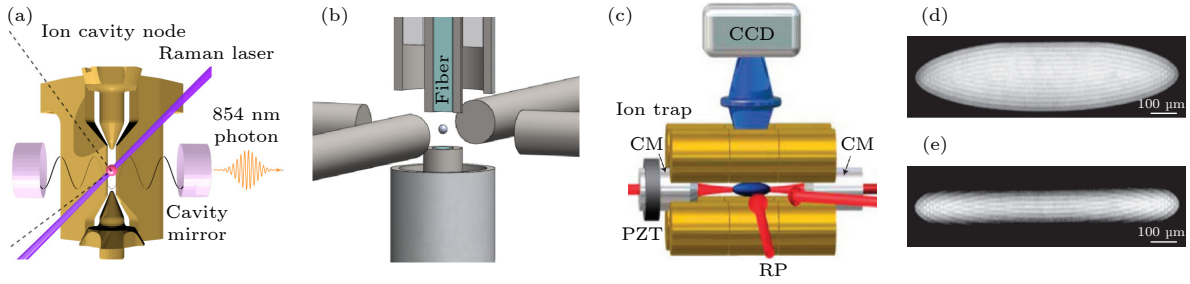 (a)
Ion cavity node
Raman laser
854 nm
photon
Cavity
mirror
(b)
Fiber
(c)
CCD
Ion trap
CM
CM
PZT
RP
(d)
100 µm
(e)
100 µm